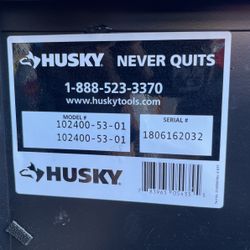 HUSKY NEVER QUITS
1-888-523-3370
www.huskytools.com
MODEL # SERIAL #
102400-53-01
102400-53-01 1806162032
HUSKY